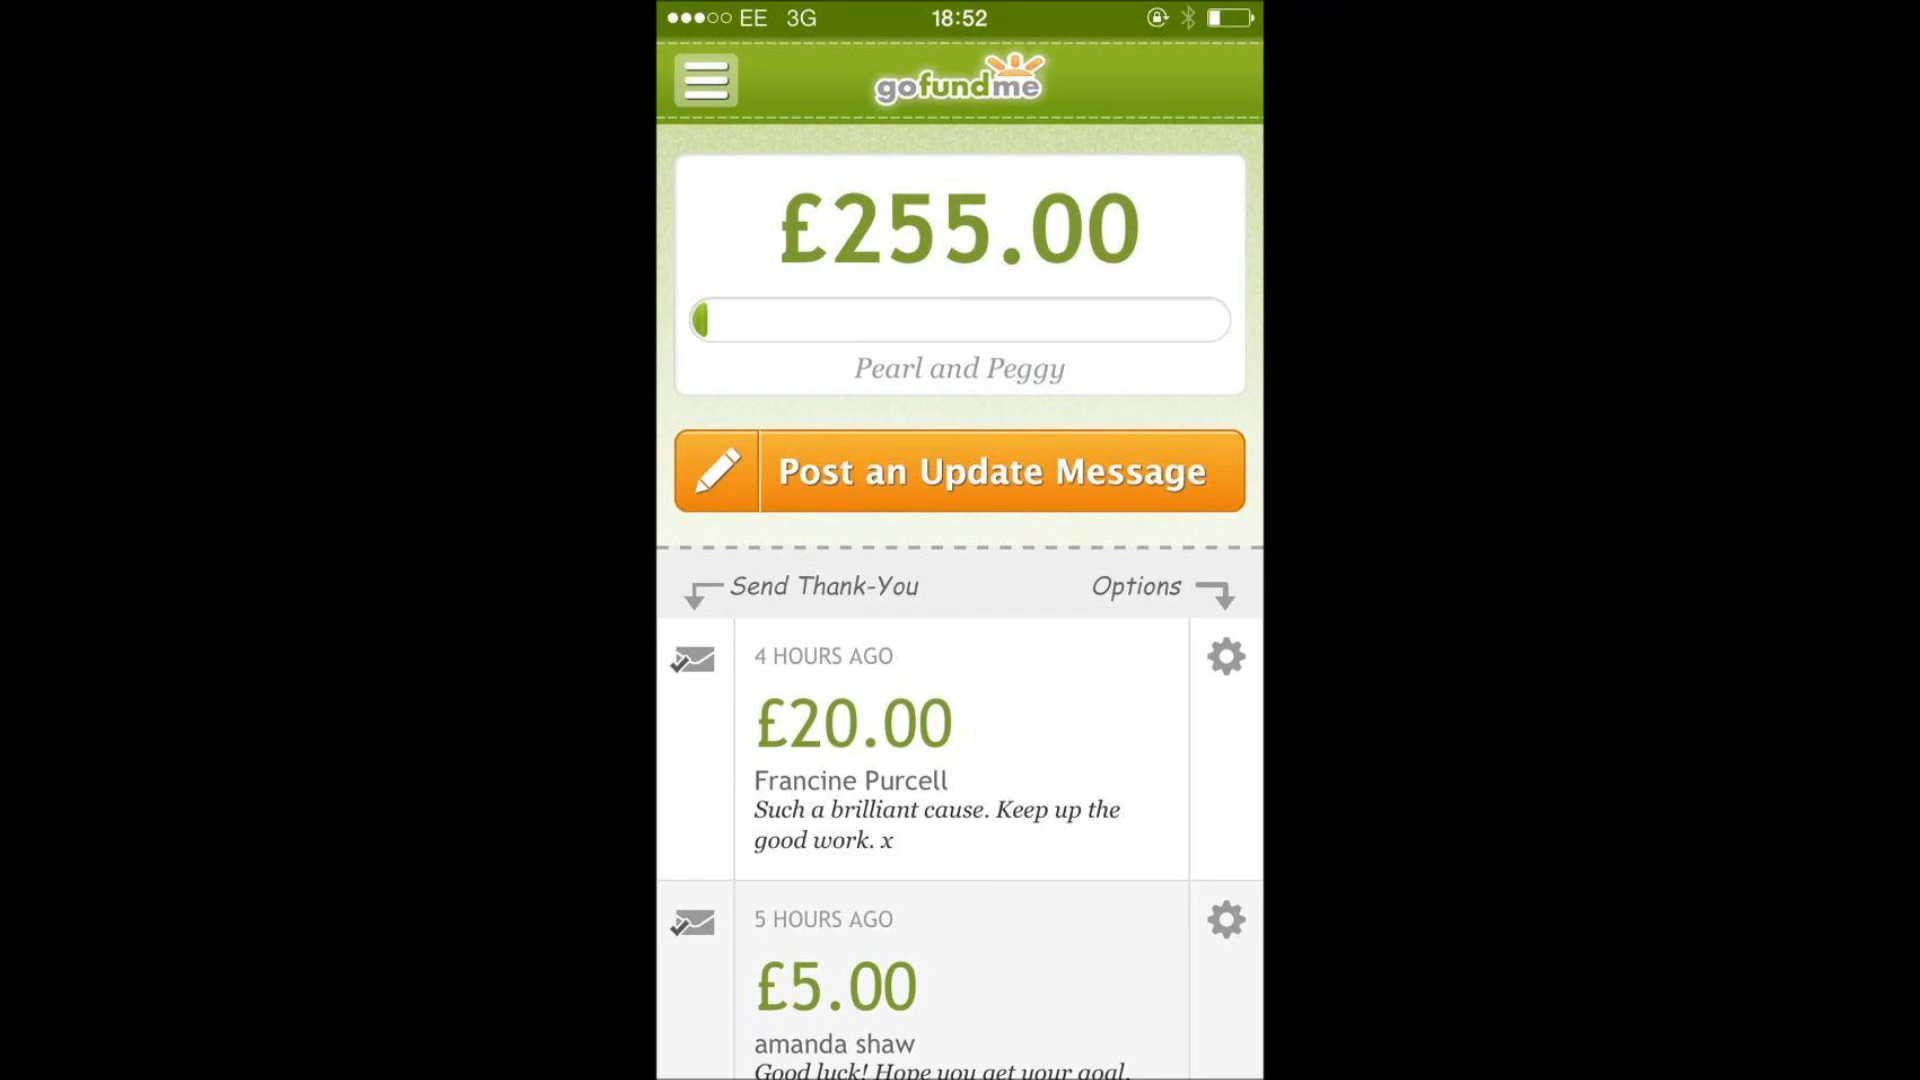 EE 3G 18:52
gofundme
£255.00
Pearl and Peggy
Post an Update Message
Send Thank-You Options
4 HOURS AGO
£20.00
Francine Purcell
Such a brilliant cause. Keep up the
good work. x
5 HOURS AGO
£5.00
amanda shaw
Good luck! Hope you get your goal.